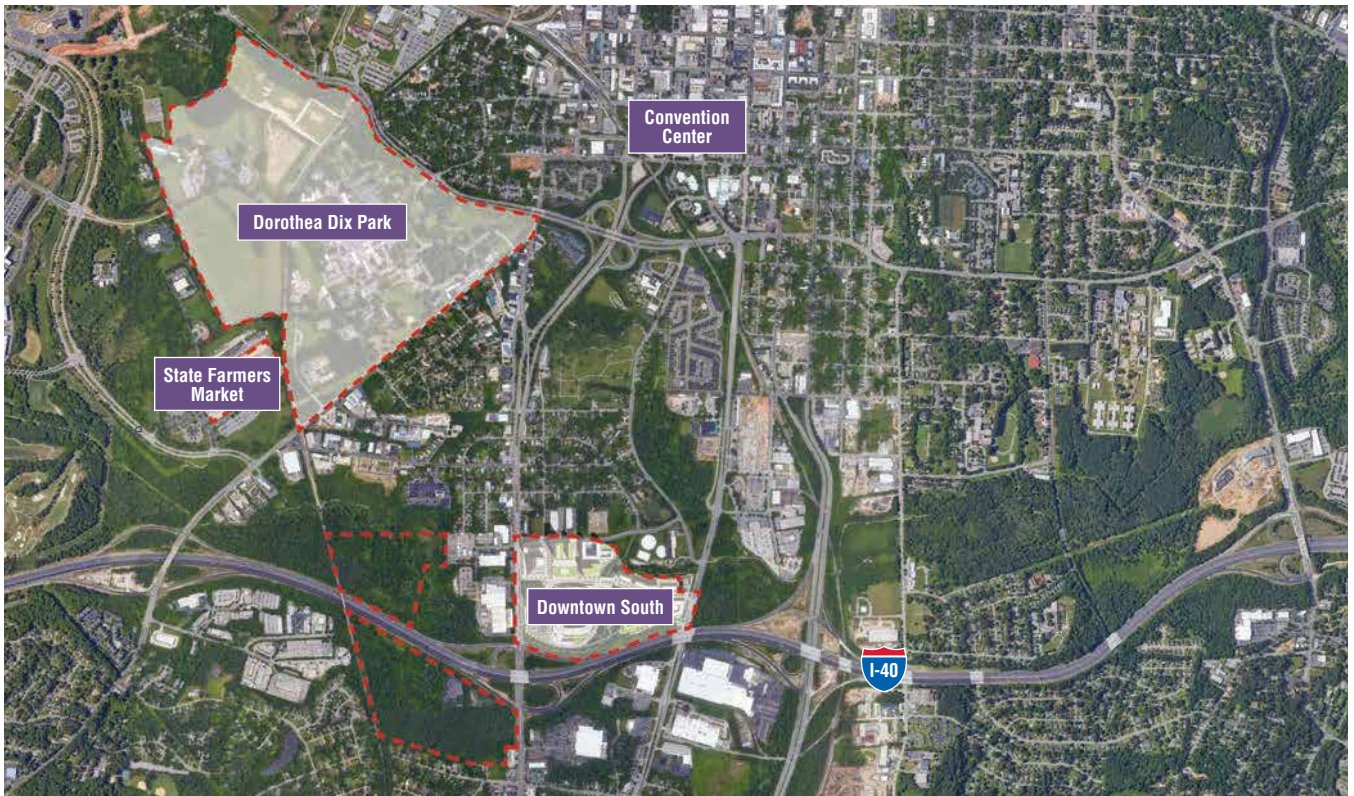 Convention
Center
Dorothea Dix Park
State Farmers
Market
Downtown South
I-40